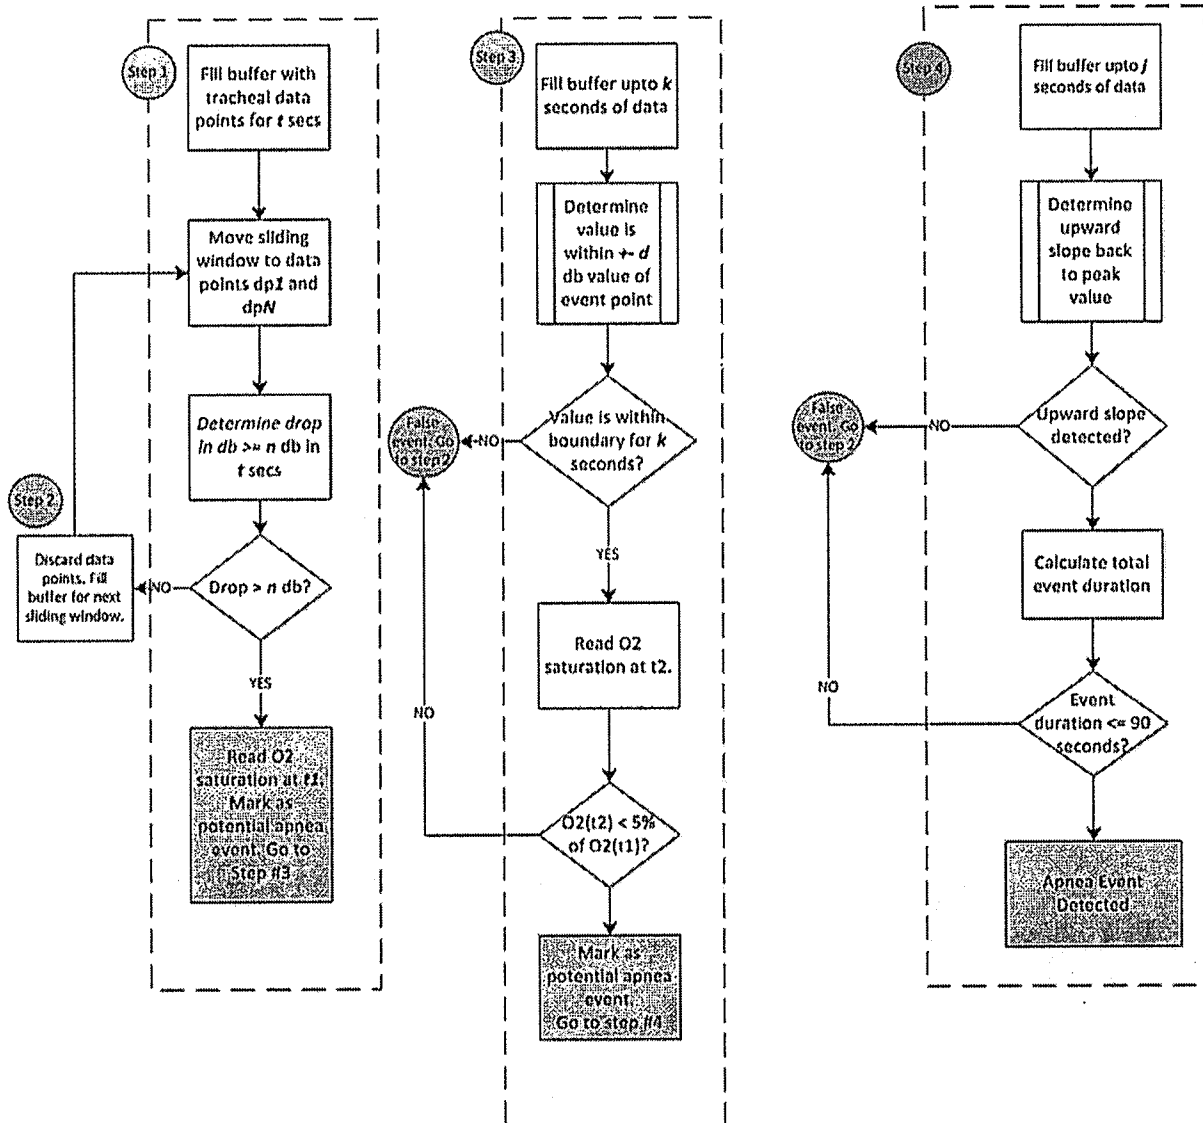 Step 1
Fill buffer with
tracheal data
points for t secs
Move sliding
window to data
points dp1 and
dpN
Determine drop
in db >= n db in
t secs
Step 2
Discard data
points. Fill
buffer for next
sliding window.
NO
Drop > n db?
YES
Read O2
saturation at t1.
Mark as
potential apnea
event. Go to
Step #3
Step 3
Fill buffer upto k
seconds of data
Determine
value is
within +- d
db value of
event point
False
event. Go
to step 2
NO
Value is within
boundary for k
seconds?
YES
Read O2
saturation at t2.
NO
O2(t2) < 5%
of O2(t1)?
Mark as
potential apnea
event.
Go to step #4
Step 4
Fill buffer upto j
seconds of data
Determine
upward
slope back
to peak
value
False
event. Go
to step 2
NO
Upward slope
detected?
Calculate total
event duration
NO
Event
duration <= 90
seconds?
Apnea Event
Detected